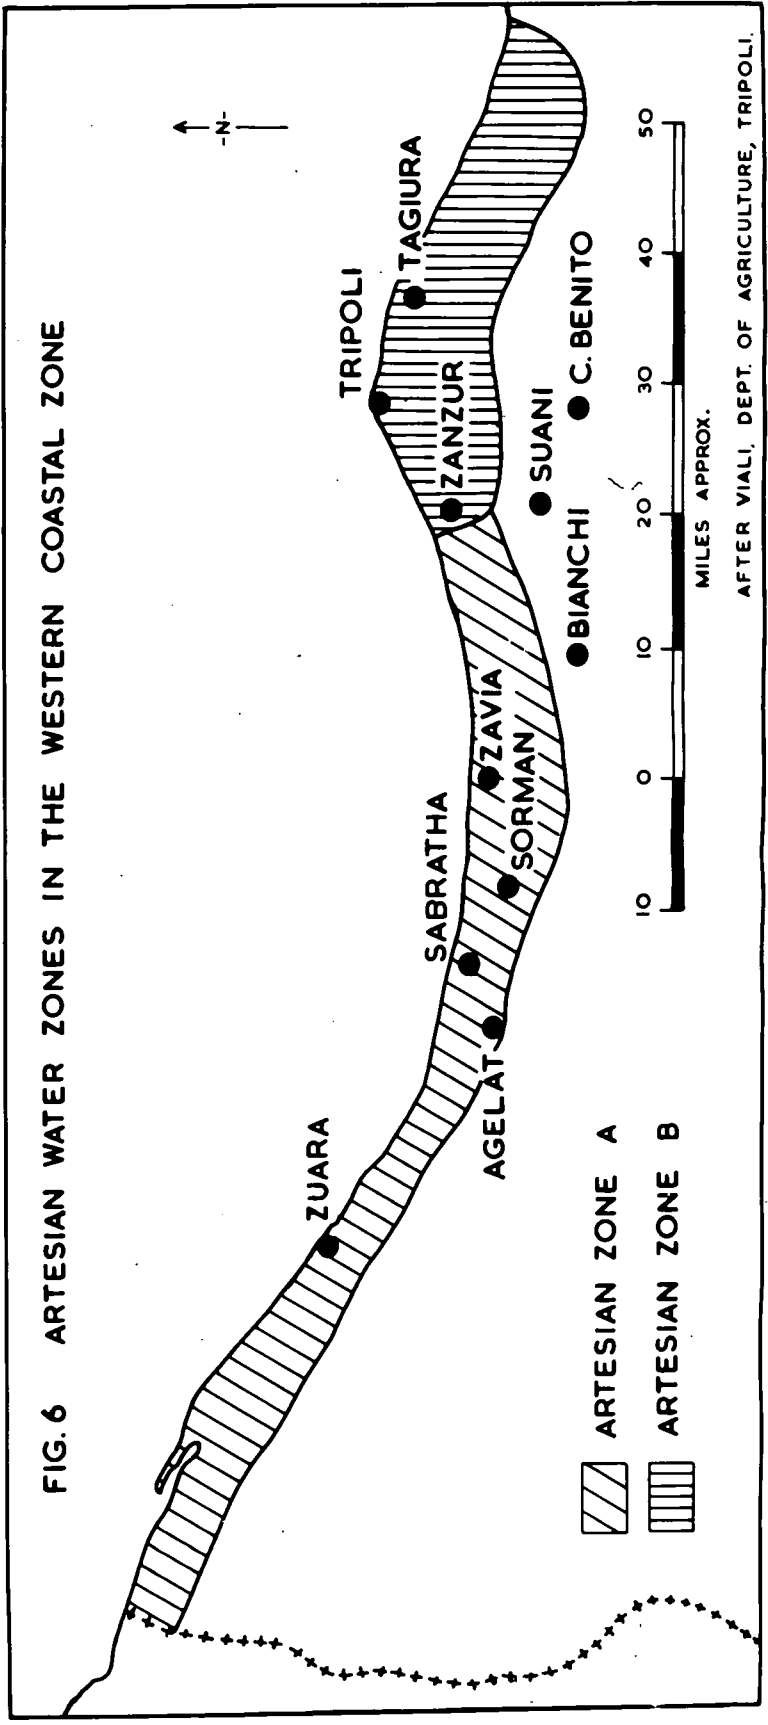 FIG. 6 ARTESIAN WATER ZONES IN THE WESTERN COASTAL ZONE
-N-
ZUARA
TRIPOLI
TAGIURA
SABRATHA
ZANZUR
AGELAT
SORMAN
ZAVIA
SUANI
BIANCHI
C. BENITO
ARTESIAN ZONE A
ARTESIAN ZONE B
10 0 10 20 30 40 50
MILES APPROX.
AFTER VIALI, DEPT. OF AGRICULTURE, TRIPOLI.